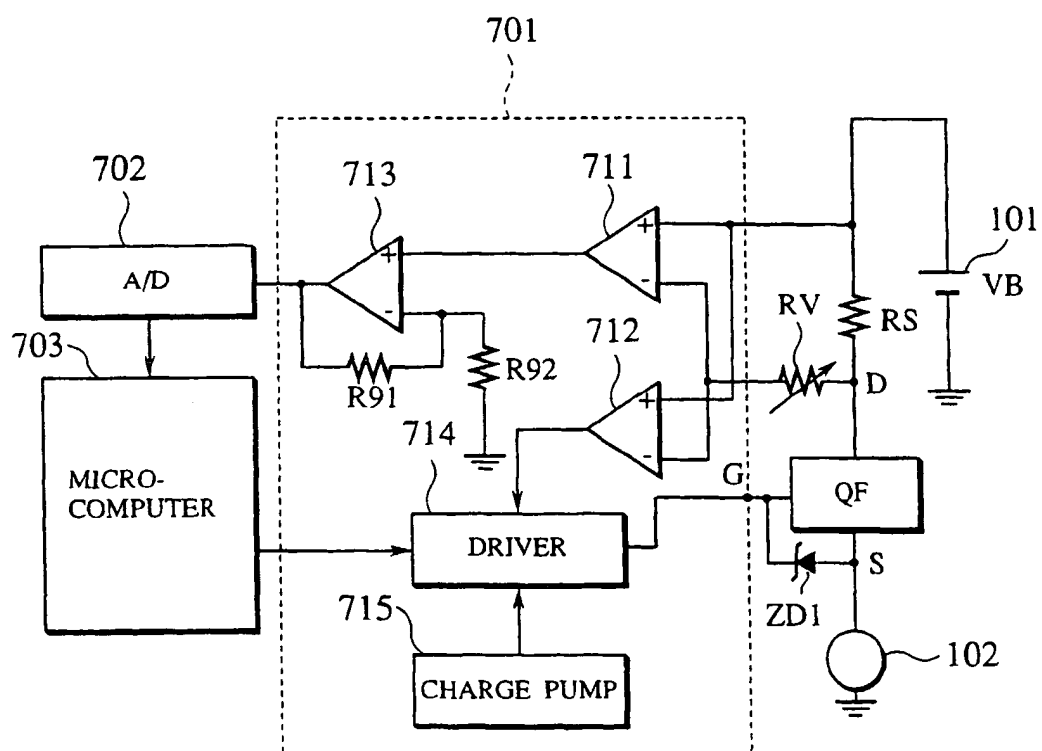 701
702
713
711
101
A/D
+
-
+
-
VB
RV
RS
703
R91
R92
712
D
+
-
714
G
QF
MICRO-
COMPUTER
DRIVER
S
ZD1
715
102
CHARGE PUMP